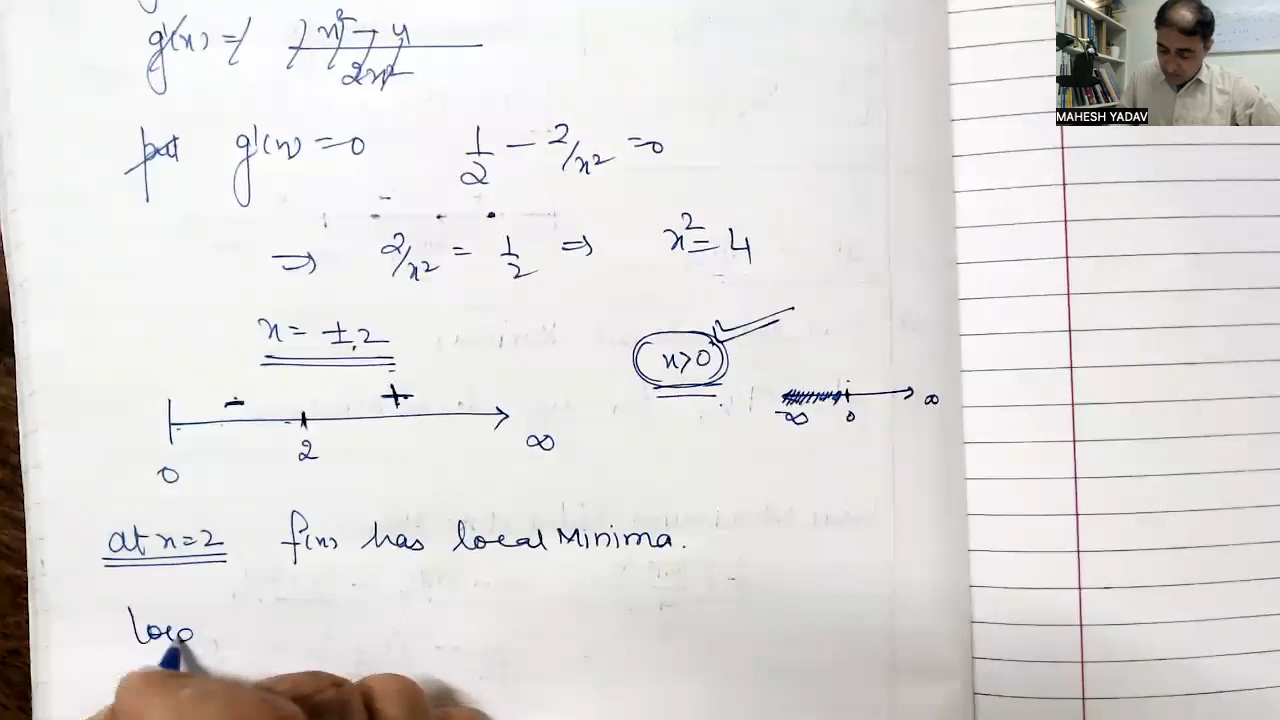 g'(x) = x² - 4 / 2x²
MAHESH YADAV
put g'(x) = 0 1/2 - 2/x² = 0
⇒ 2/x² = 1/2 ⇒ x² = 4
x = ±2 x>0
- + -∞ 0 ∞
0 2 ∞
at x=2 f(x) has local Minima.
loca